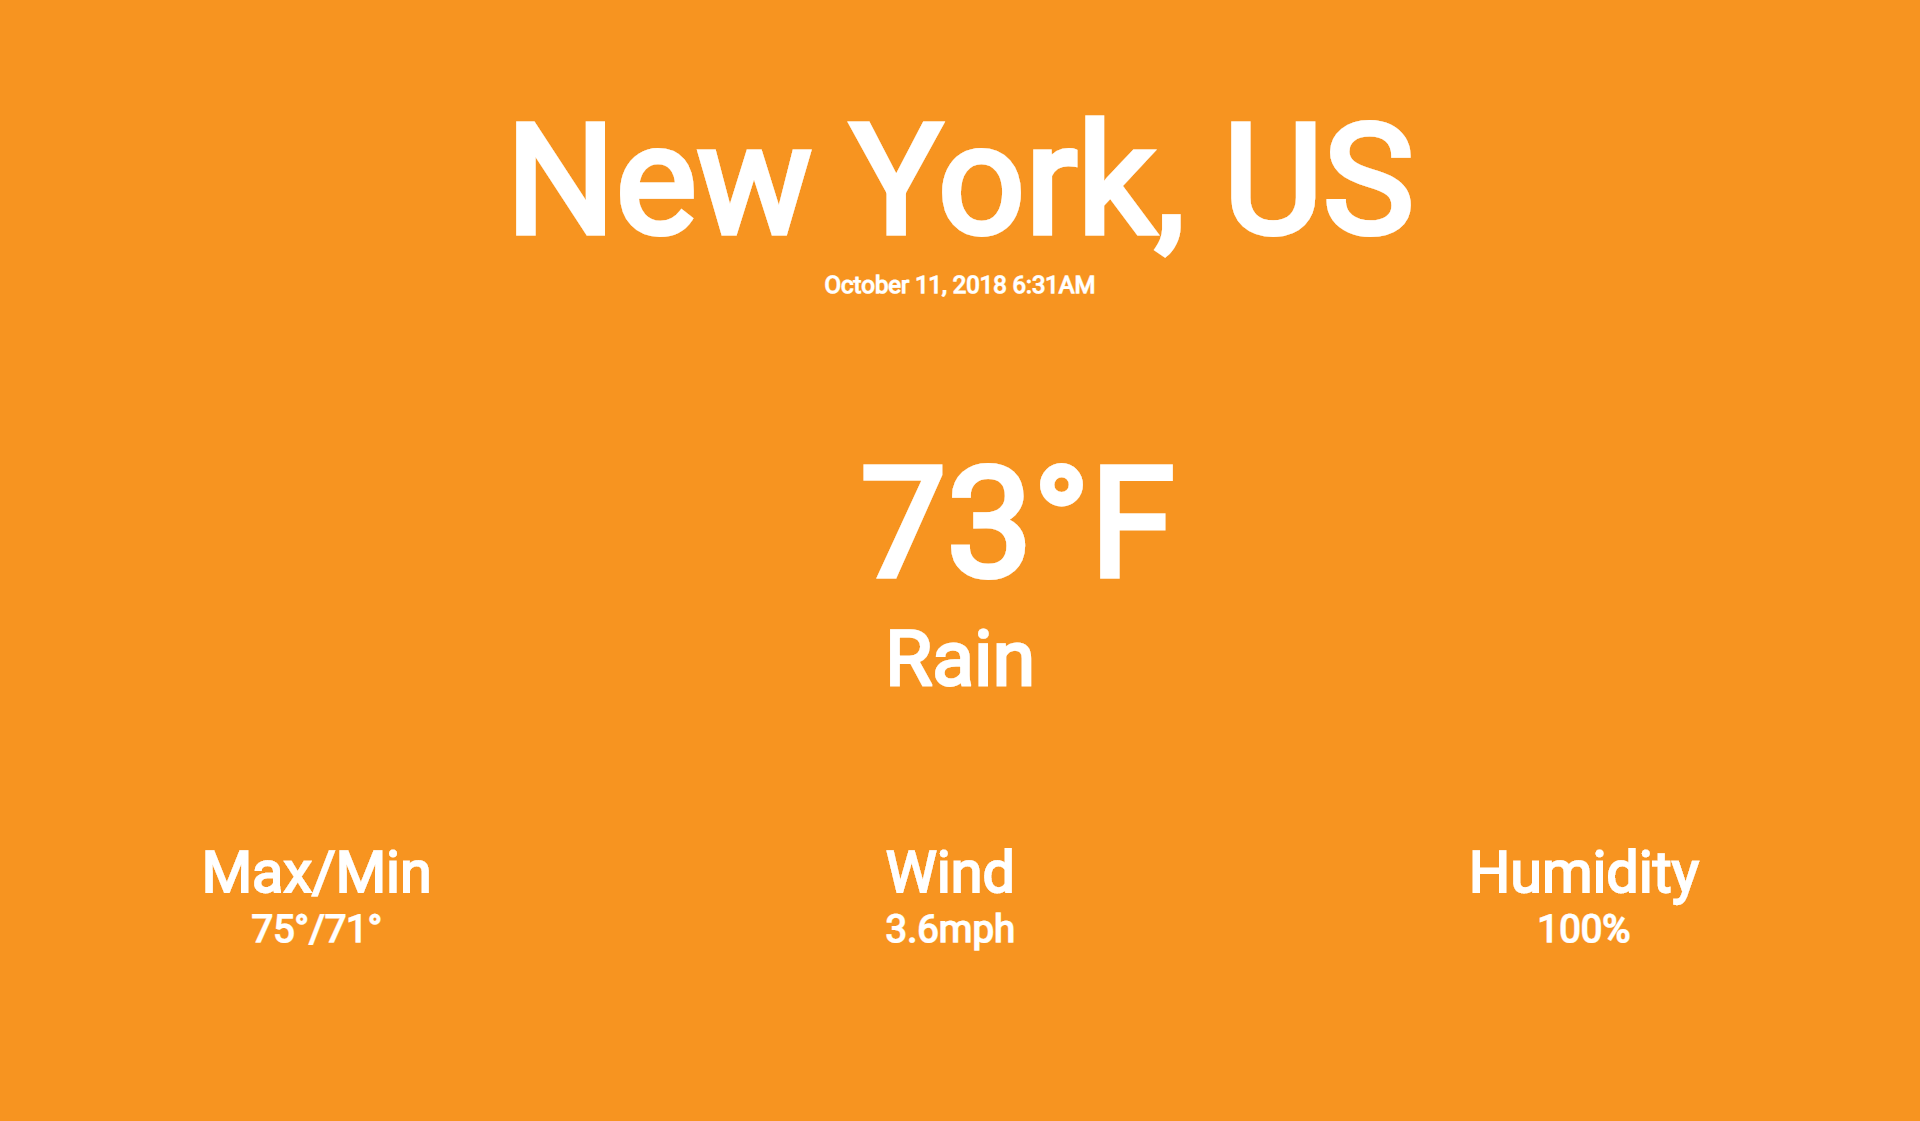 New York, US
October 11, 2018 6:31AM
73°F
Rain
Max/Min
75°/71°
Wind
3.6mph
Humidity
100%